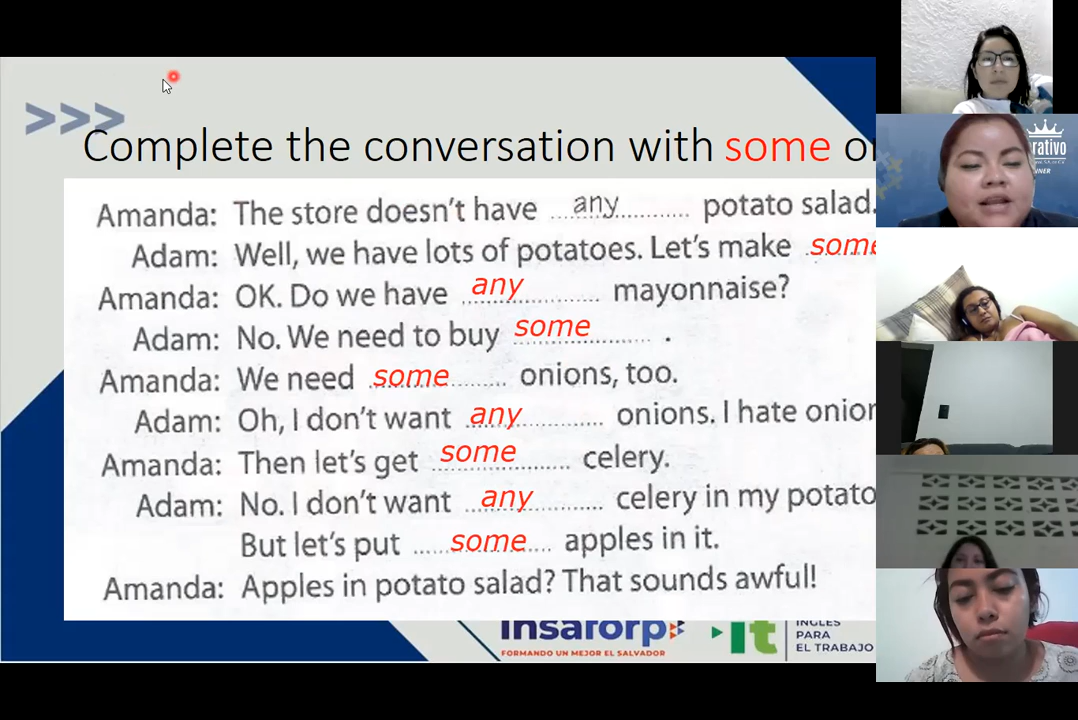 >>>
Complete the conversation with some or
Amanda: The store doesn't have any potato salad.
Adam: Well, we have lots of potatoes. Let's make some
Amanda: OK. Do we have any mayonnaise?
Adam: No. We need to buy some .
Amanda: We need some onions, too.
Adam: Oh, I don't want any onions. I hate onion
Amanda: Then let's get some celery.
Adam: No. I don't want any celery in my potato
But let's put some apples in it.
Amanda: Apples in potato salad? That sounds awful!
insaforp
FORMANDO UN MEJOR EL SALVADOR
it
INGLÉS
PARA
EL TRABAJO
rativo
NNER